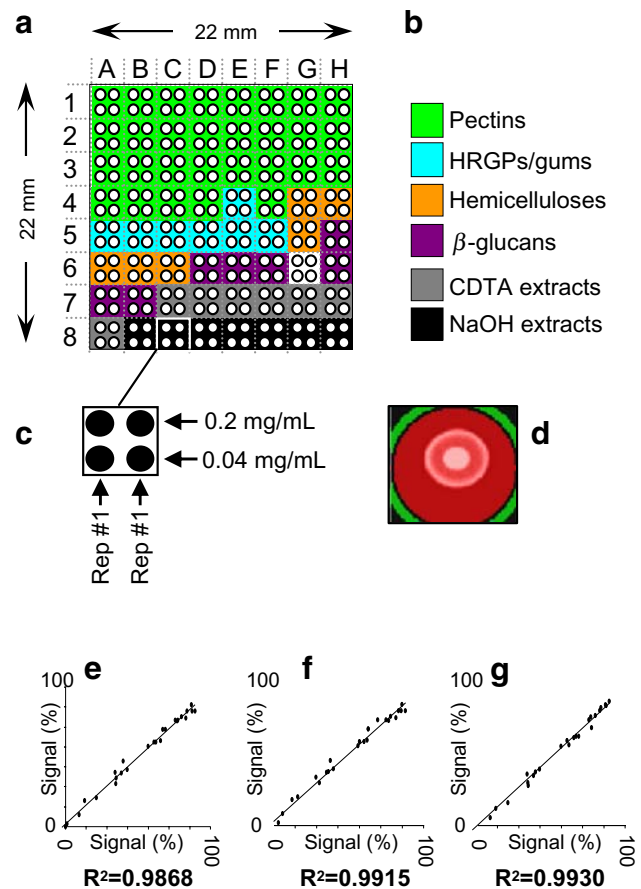 a
b
22 mm
A B C D E F G H
22 mm
1
2
3
4
5
6
7
8
Pectins
HRGPs/gums
Hemicelluloses
β-glucans
CDTA extracts
NaOH extracts
c
0.2 mg/mL
0.04 mg/mL
Rep #1
Rep #1
d
e
100
Signal (%)
0
0
Signal (%)
100
R²=0.9868
f
100
Signal (%)
0
0
Signal (%)
100
R²=0.9915
g
100
Signal (%)
0
0
Signal (%)
100
R²=0.9930